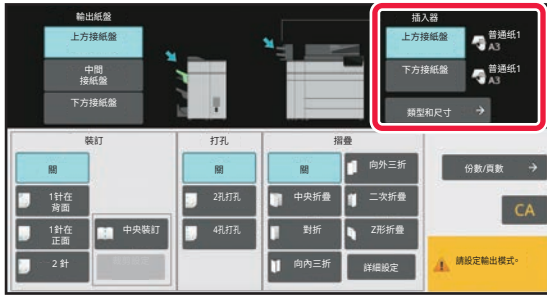 輸出紙盤
上方接紙盤
中間
接紙盤
下方接紙盤
插入器
上方接紙盤
普通紙1
A3
下方接紙盤
普通紙1
A3
類型和尺寸
裝訂
關
1針在
背面
1針在
正面
2 針
中央裝訂
打孔
關
2孔打孔
4孔打孔
摺疊
關
中央折疊
對折
向內三折
向外三折
二次折疊
Z形折疊
詳細設定
份數/頁數
CA
請設定輸出模式。